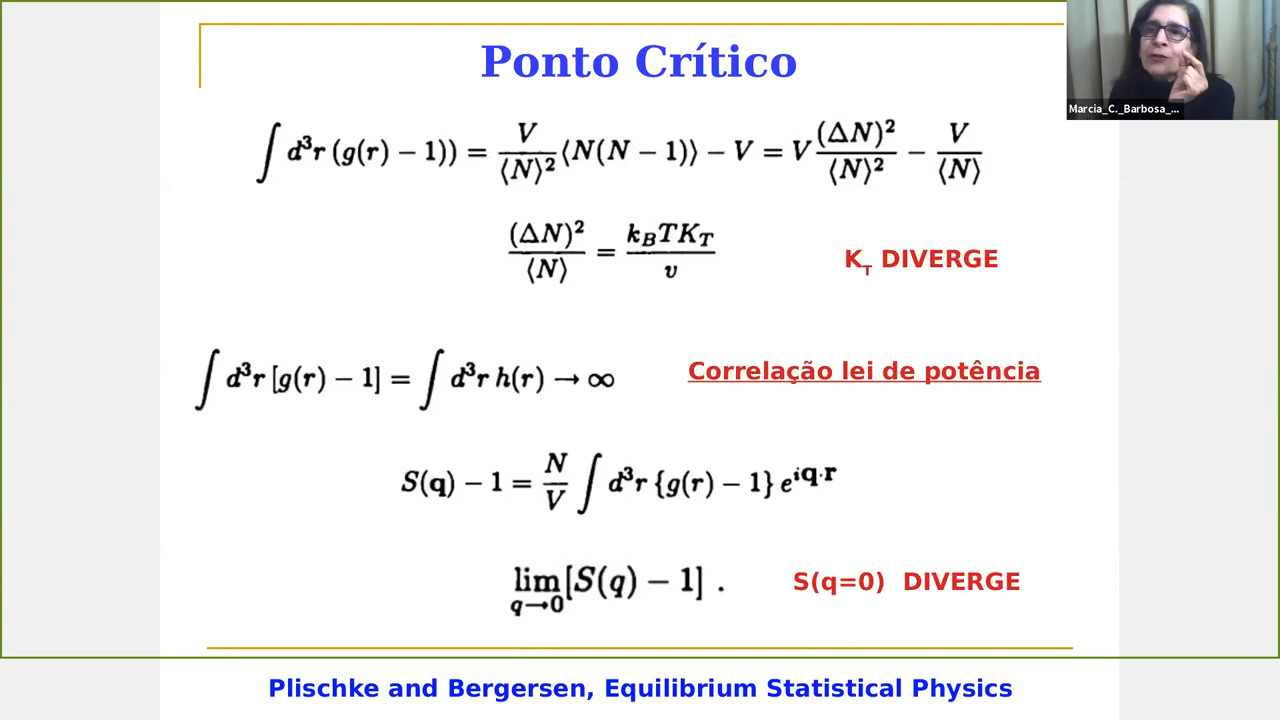 Ponto Crítico
Marcia_C._Barbosa_...
∫ d³r (g(r) − 1)) = V/⟨N⟩² ⟨N(N − 1)⟩ − V = V (ΔN)²/⟨N⟩² − V/⟨N⟩
(ΔN)²/⟨N⟩ = k_B T K_T / v
K_T DIVERGE
∫ d³r [g(r) − 1] = ∫ d³r h(r) → ∞
Correlação lei de potência
S(q) − 1 = N/V ∫ d³r {g(r) − 1} e^{iq·r}
lim_{q→0} [S(q) − 1] .
S(q=0) DIVERGE
Plischke and Bergersen, Equilibrium Statistical Physics